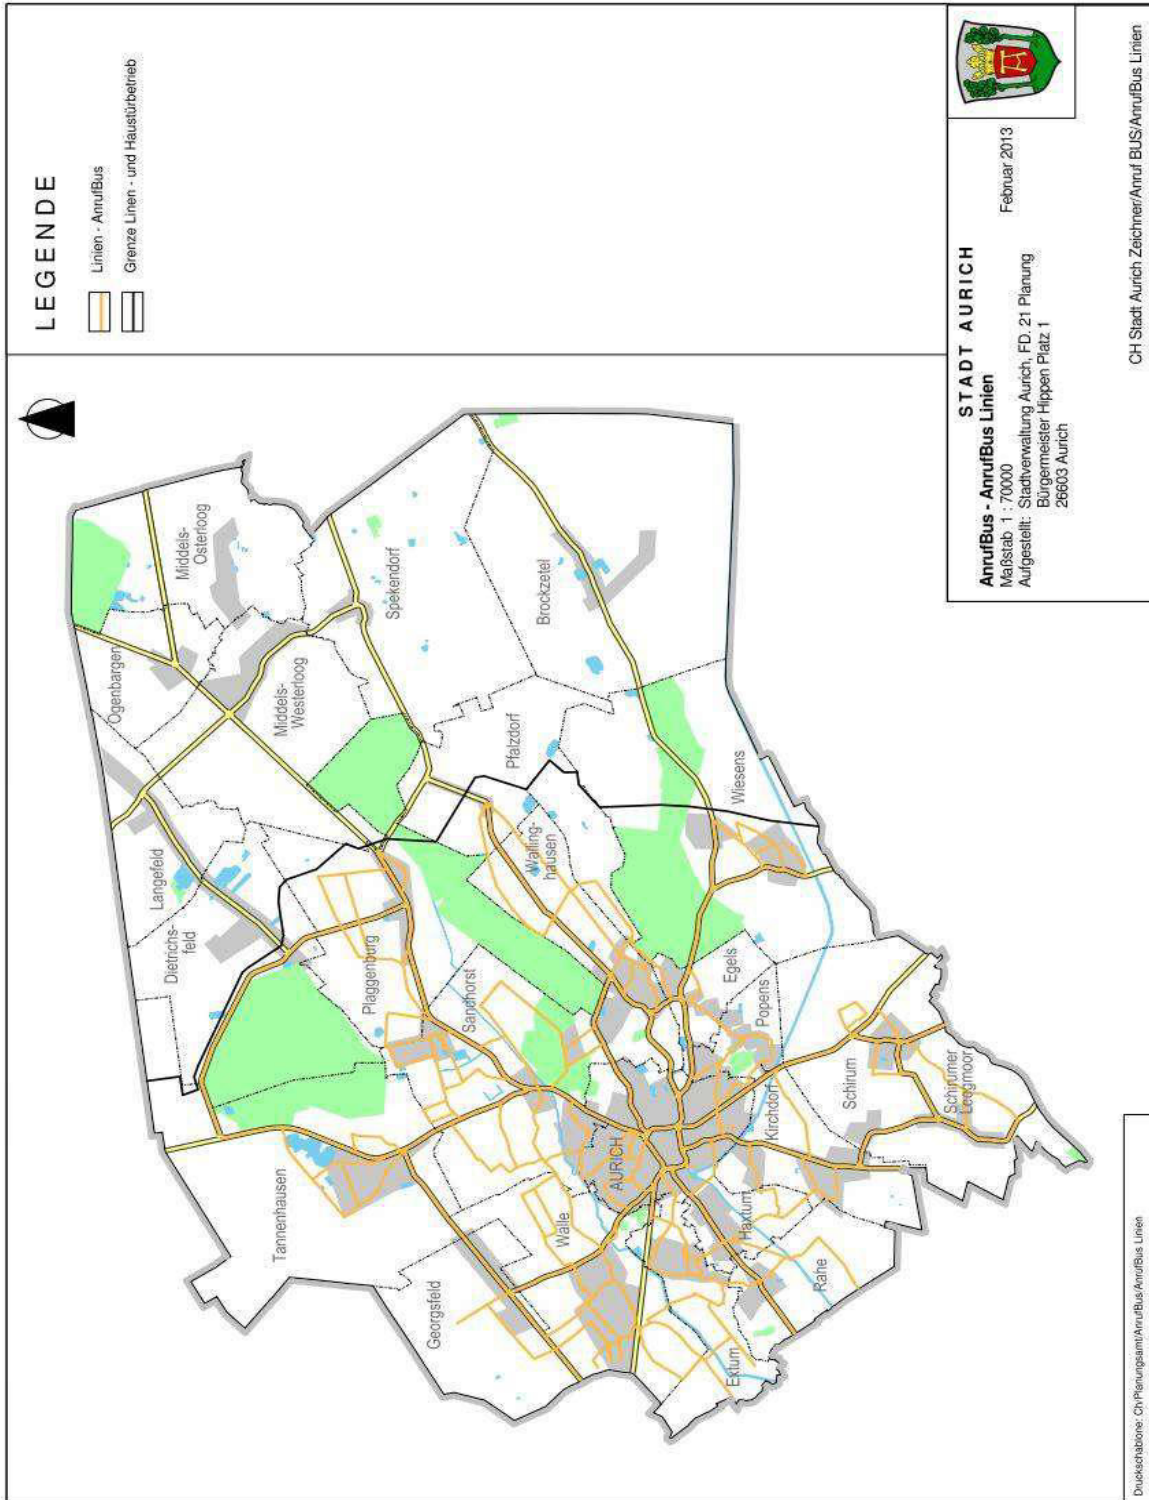 LEGENDE
Linien - AnrufBus
Grenze Linen - und Haustürbetrieb
Ogenbargen
Middels-
Osterloog
Middels-
Westerloog
Langefeld
Dietrichs-
feld
Spekendorf
Brockzetel
Pfalzdorf
Plaggenburg
Tannenhausen
Sandhorst
Walling-
hausen
Wiesens
Georgsfeld
Walle
AURICH
Egels
Popens
Kirchdorf
Extum
Haxtum
Rahe
Schirum
Schirumer
Leegmoor
STADT AURICH
AnrufBus - AnrufBus Linien
Maßstab 1 : 70000
Februar 2013
Aufgestellt: Stadtverwaltung Aurich, FD. 21 Planung
Bürgermeister Hippen Platz 1
26603 Aurich
CH Stadt Aurich Zeichner/Anruf BUS/AnrufBus Linien
Druckschablone: Ch/Planungsamt/AnrufBus/AnrufBus Linien